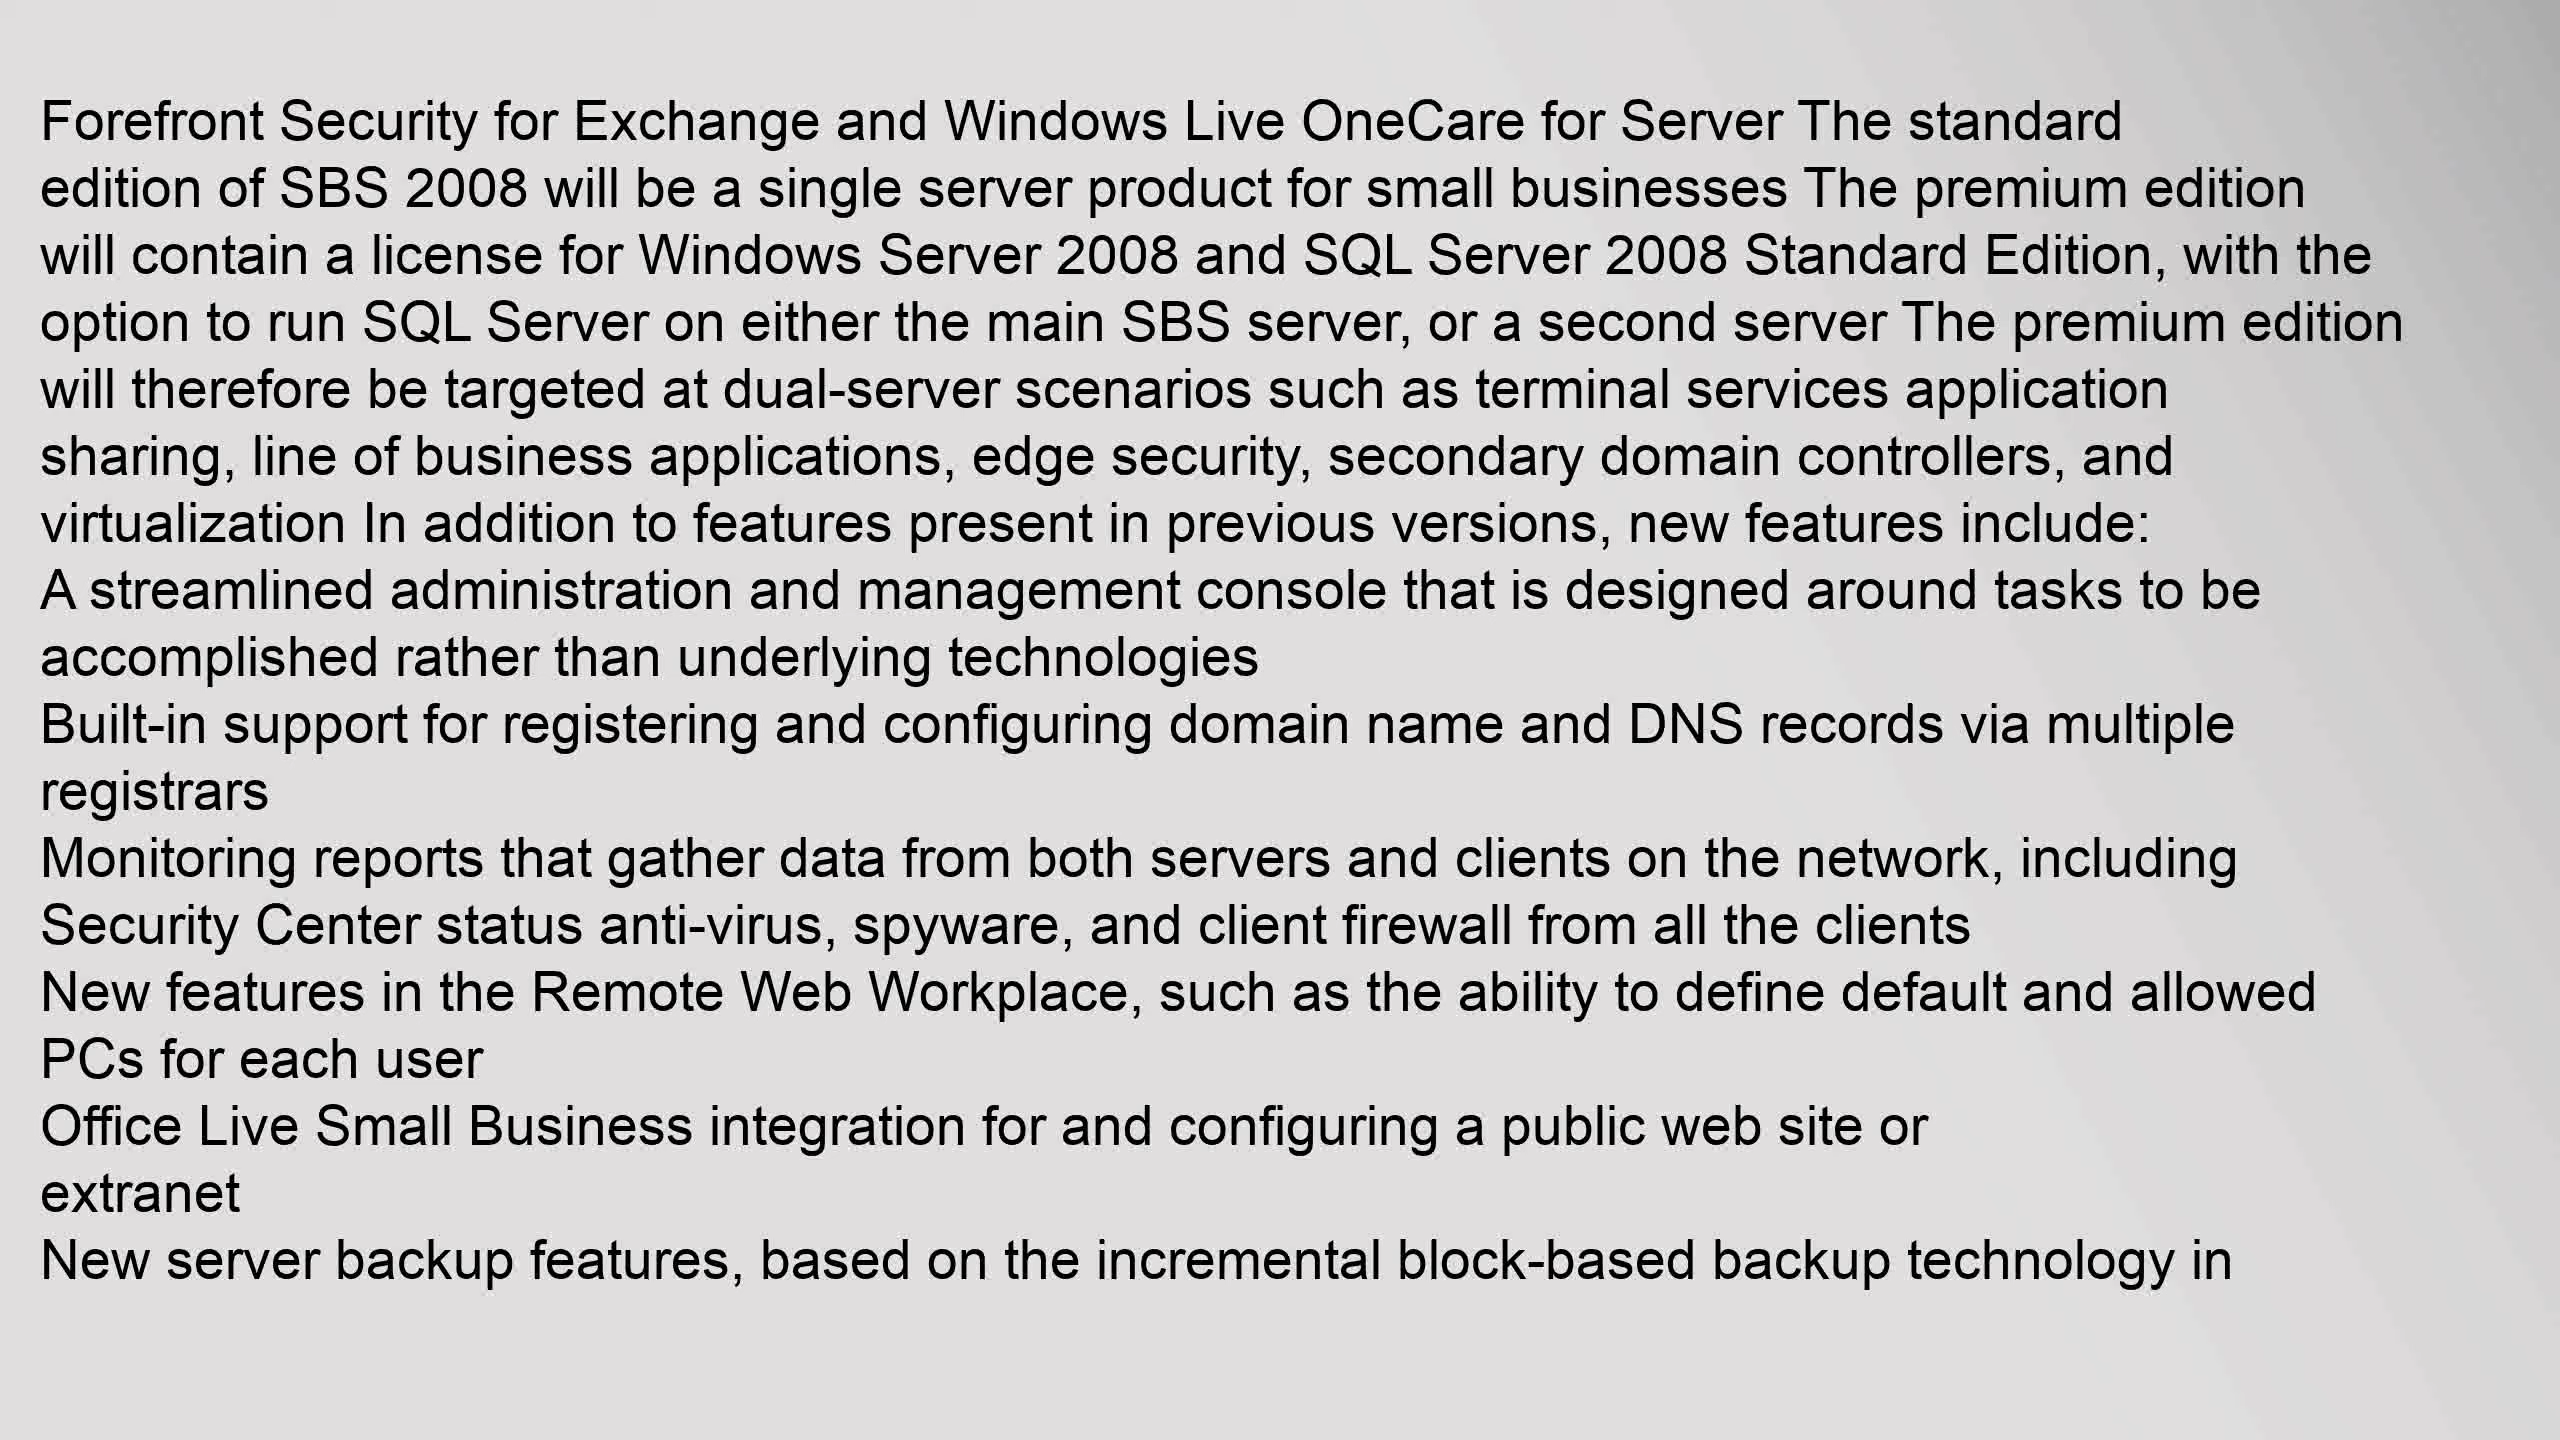 Forefront Security for Exchange and Windows Live OneCare for Server The standard
edition of SBS 2008 will be a single server product for small businesses The premium edition
will contain a license for Windows Server 2008 and SQL Server 2008 Standard Edition, with the
option to run SQL Server on either the main SBS server, or a second server The premium edition
will therefore be targeted at dual-server scenarios such as terminal services application
sharing, line of business applications, edge security, secondary domain controllers, and
virtualization In addition to features present in previous versions, new features include:
A streamlined administration and management console that is designed around tasks to be
accomplished rather than underlying technologies
Built-in support for registering and configuring domain name and DNS records via multiple
registrars
Monitoring reports that gather data from both servers and clients on the network, including
Security Center status anti-virus, spyware, and client firewall from all the clients
New features in the Remote Web Workplace, such as the ability to define default and allowed
PCs for each user
Office Live Small Business integration for and configuring a public web site or
extranet
New server backup features, based on the incremental block-based backup technology in